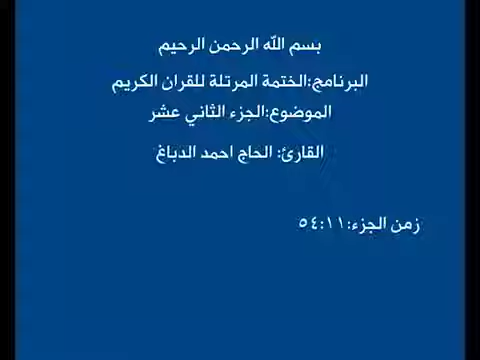 بسم الله الرحمن الرحيم
البرنامج:الختمة المرتلة للقران الكريم
الموضوع:الجزء الثاني عشر
القارئ: الحاج احمد الدباغ
زمن الجزء:٥٤:١١